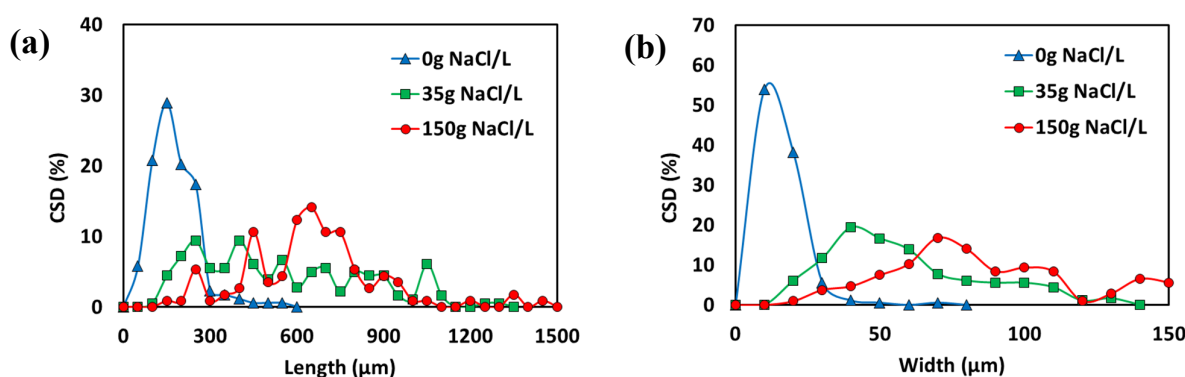 (a)
40
30
20
10
0
CSD (%)
0g NaCl/L
35g NaCl/L
150g NaCl/L
0 300 600 900 1200 1500
Length (µm)
(b)
70
60
50
40
30
20
10
0
CSD (%)
0g NaCl/L
35g NaCl/L
150g NaCl/L
0 50 100 150
Width (µm)